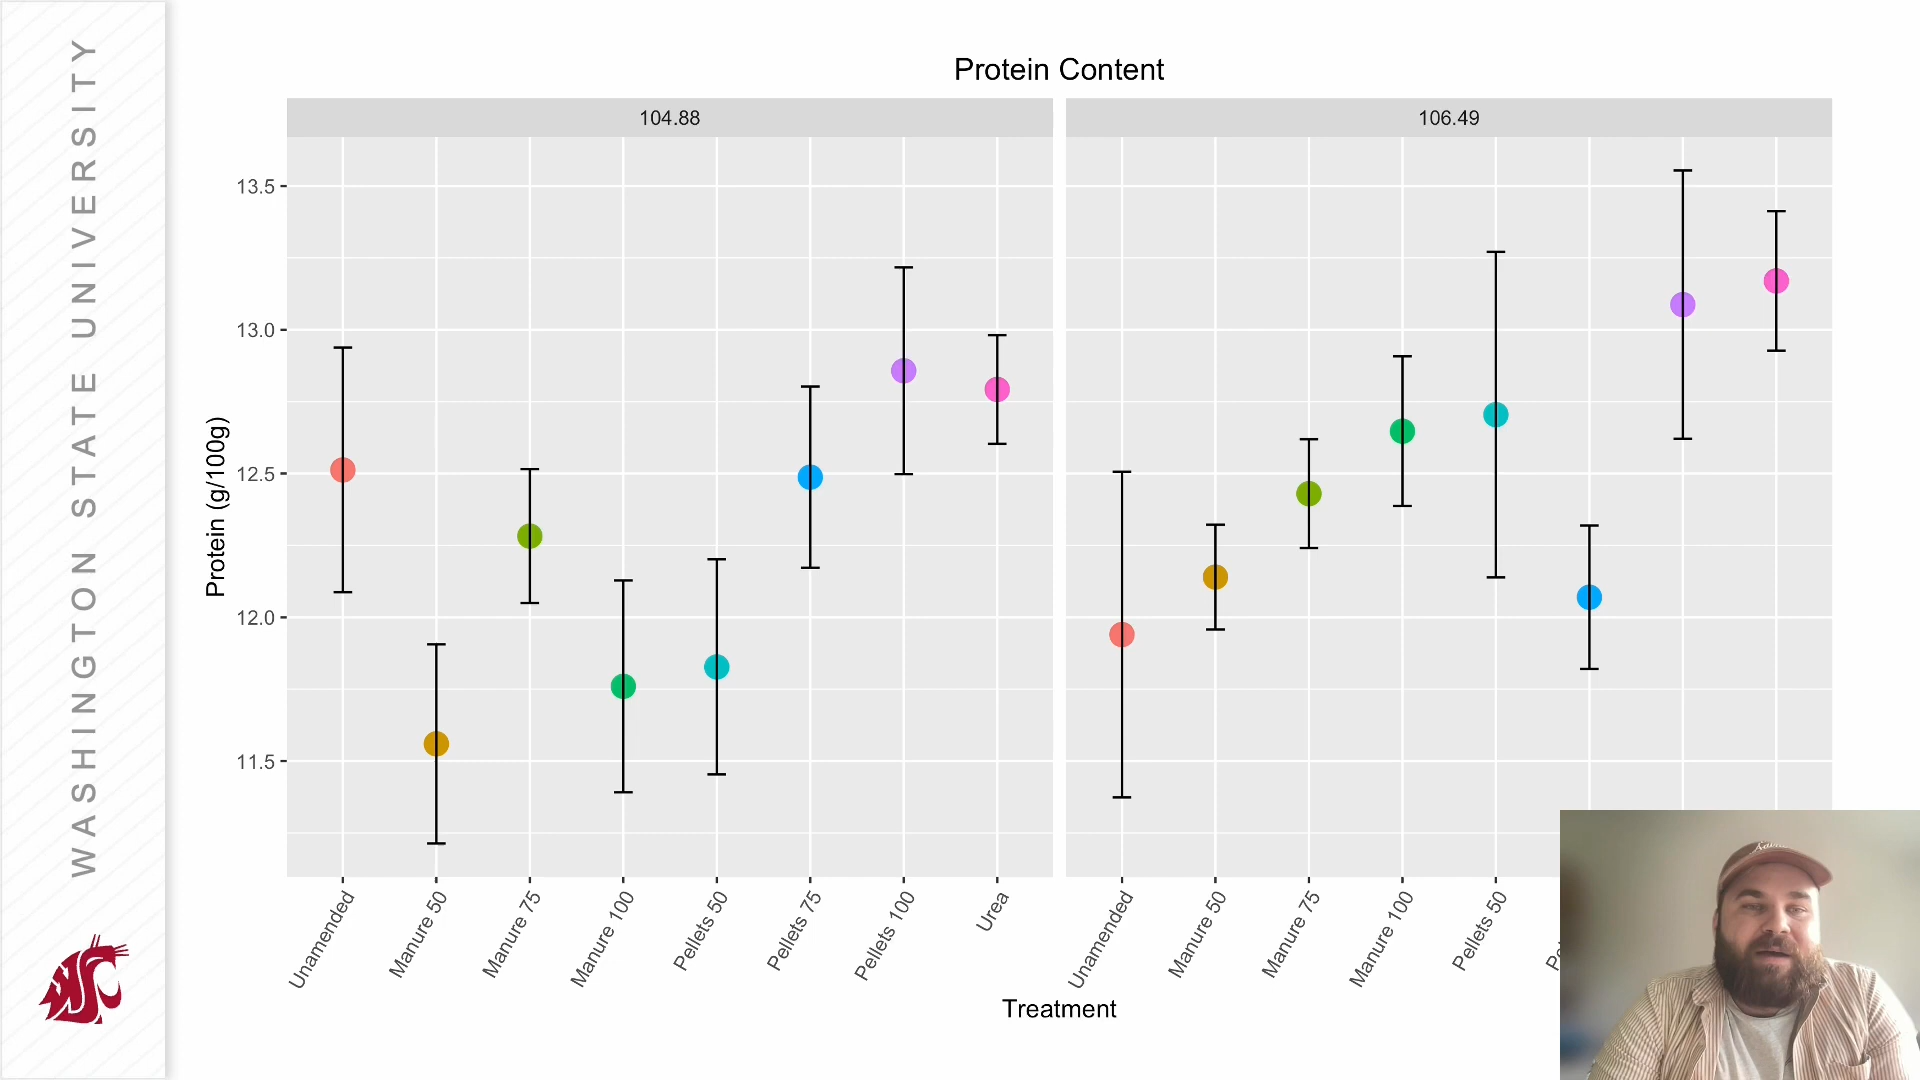 WASHINGTON STATE UNIVERSITY
Protein Content
104.88
106.49
Protein (g/100g)
13.5
13.0
12.5
12.0
11.5
Unamended
Manure 50
Manure 75
Manure 100
Pellets 50
Pellets 75
Pellets 100
Urea
Unamended
Manure 50
Manure 75
Manure 100
Pellets 50
Treatment